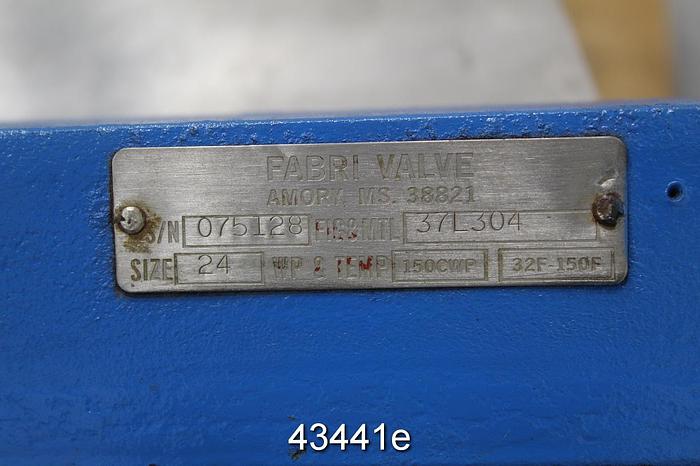 FABRI VALVE
AMORY MS. 38821
S/N 075128 FIG&MTL 37L304
SIZE 24 WP & TEMP 150CWP 32F-150F
43441e